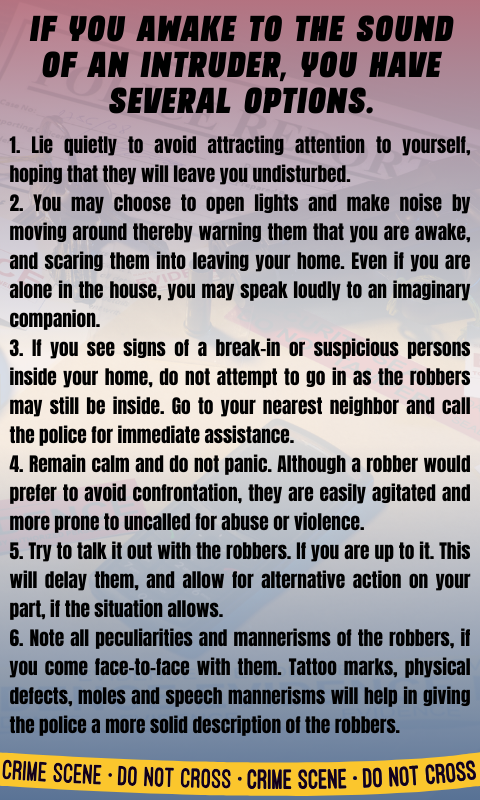 IF YOU AWAKE TO THE SOUND
OF AN INTRUDER, YOU HAVE
SEVERAL OPTIONS.
1. Lie quietly to avoid attracting attention to yourself,
hoping that they will leave you undisturbed.
2. You may choose to open lights and make noise by
moving around thereby warning them that you are awake,
and scaring them into leaving your home. Even if you are
alone in the house, you may speak loudly to an imaginary
companion.
3. If you see signs of a break-in or suspicious persons
inside your home, do not attempt to go in as the robbers
may still be inside. Go to your nearest neighbor and call
the police for immediate assistance.
4. Remain calm and do not panic. Although a robber would
prefer to avoid confrontation, they are easily agitated and
more prone to uncalled for abuse or violence.
5. Try to talk it out with the robbers. If you are up to it. This
will delay them, and allow for alternative action on your
part, if the situation allows.
6. Note all peculiarities and mannerisms of the robbers, if
you come face-to-face with them. Tattoo marks, physical
defects, moles and speech mannerisms will help in giving
the police a more solid description of the robbers.
CRIME SCENE · DO NOT CROSS · CRIME SCENE · DO NOT CROSS
POLICE REPORT